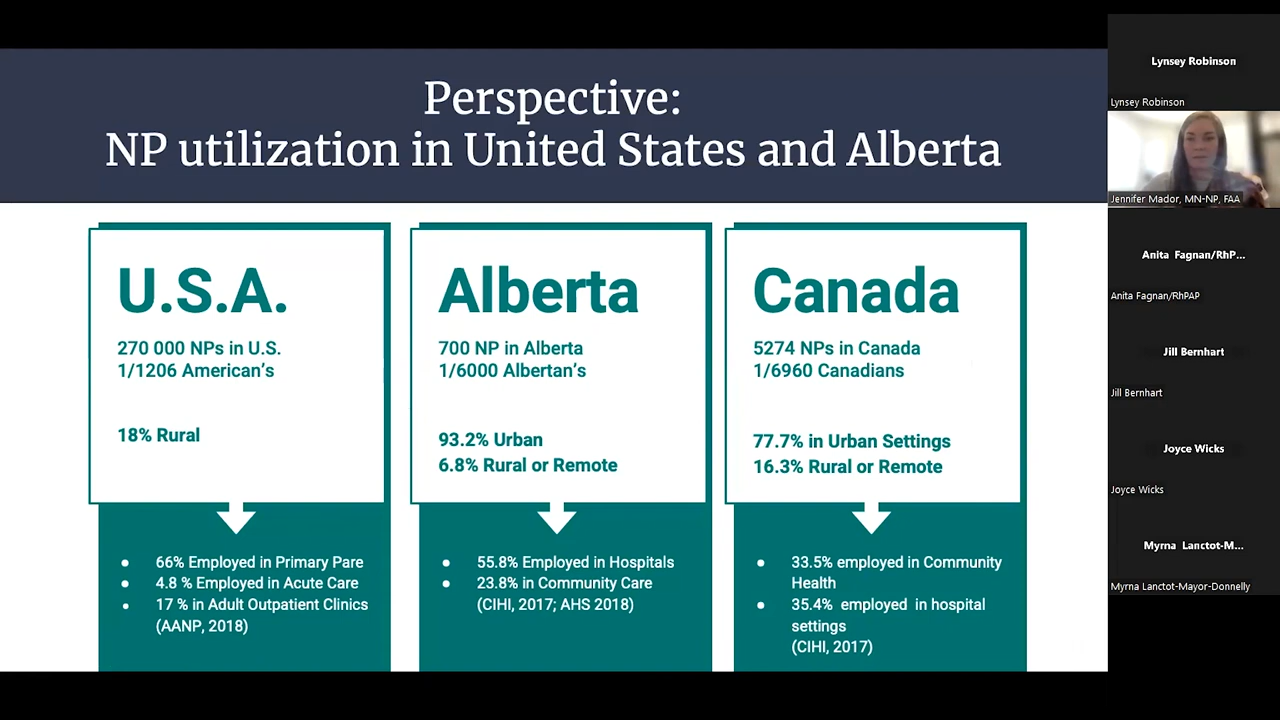 Perspective:
NP utilization in United States and Alberta
U.S.A.
270 000 NPs in U.S.
1/1206 American's
18% Rural
66% Employed in Primary Pare
4.8 % Employed in Acute Care
17 % in Adult Outpatient Clinics
(AANP, 2018)
Alberta
700 NP in Alberta
1/6000 Albertan's
93.2% Urban
6.8% Rural or Remote
55.8% Employed in Hospitals
23.8% in Community Care
(CIHI, 2017; AHS 2018)
Canada
5274 NPs in Canada
1/6960 Canadians
77.7% in Urban Settings
16.3% Rural or Remote
33.5% employed in Community
Health
35.4% employed in hospital
settings
(CIHI, 2017)
Lynsey Robinson
Lynsey Robinson
Jennifer Mador, MN-NP, FAA
Anita Fagnan/RhP...
Anita Fagnan/RhPAP
Jill Bernhart
Jill Bernhart
Joyce Wicks
Joyce Wicks
Myrna Lanctot-M...
Myrna Lanctot-Mayor-Donnelly